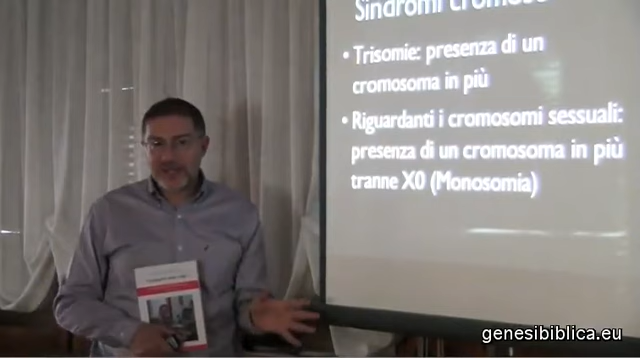 Sindromi
• Trisomie: presenza di un
cromosoma in più
• Riguardanti i cromosomi sessuali:
presenza di un cromosoma in più
tranne X0 (Monosomia)
genesibiblica.eu